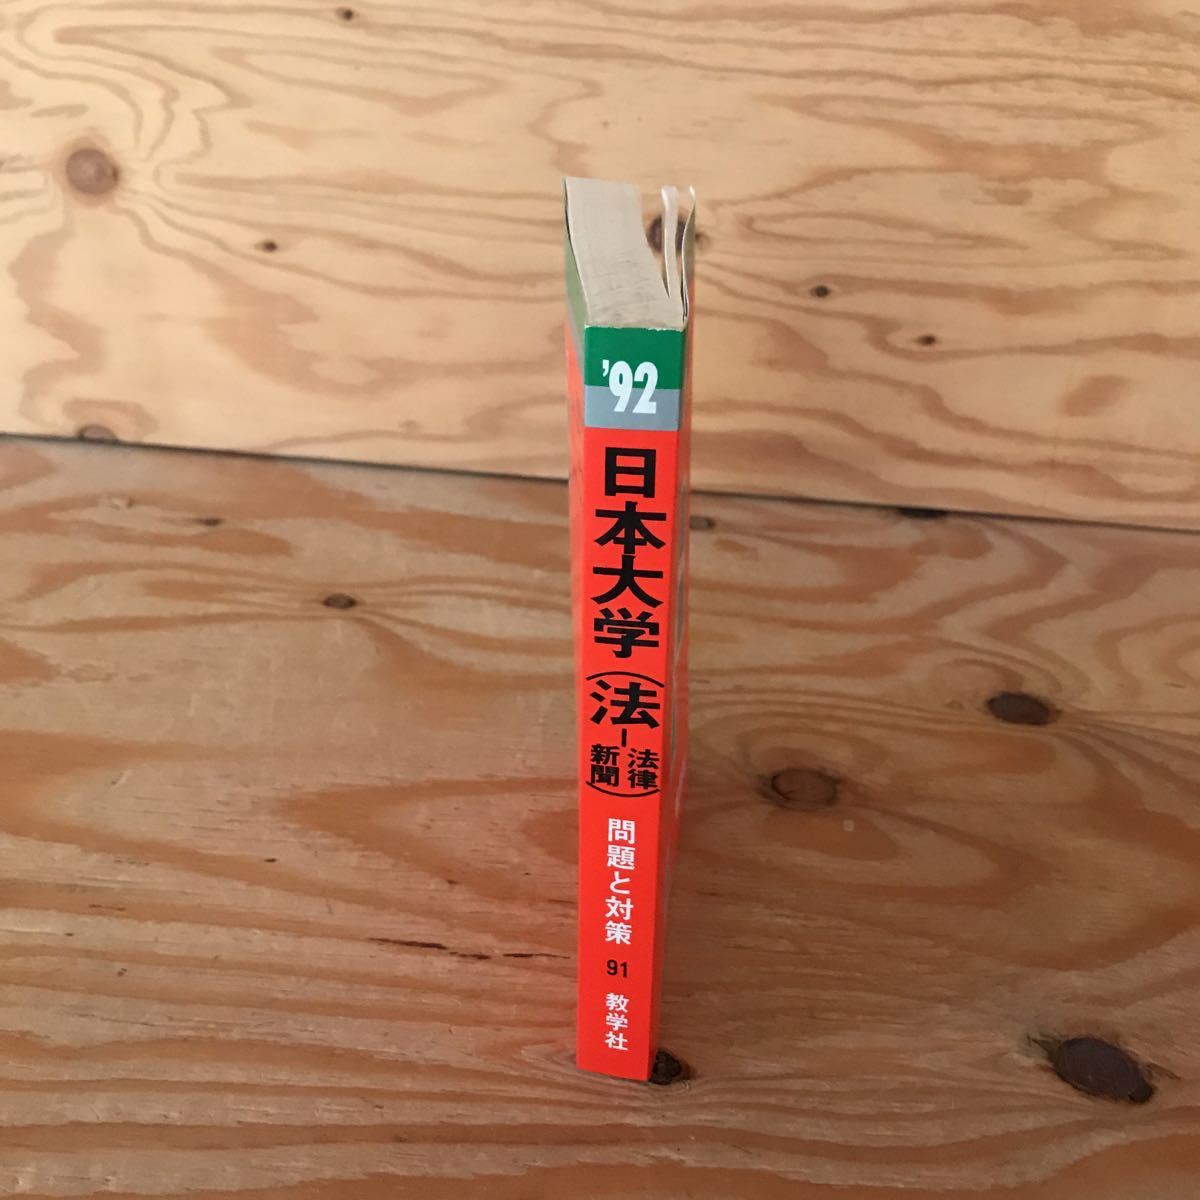 '92
日本大学(法-法律
新聞)
問題と対策
91
教学社